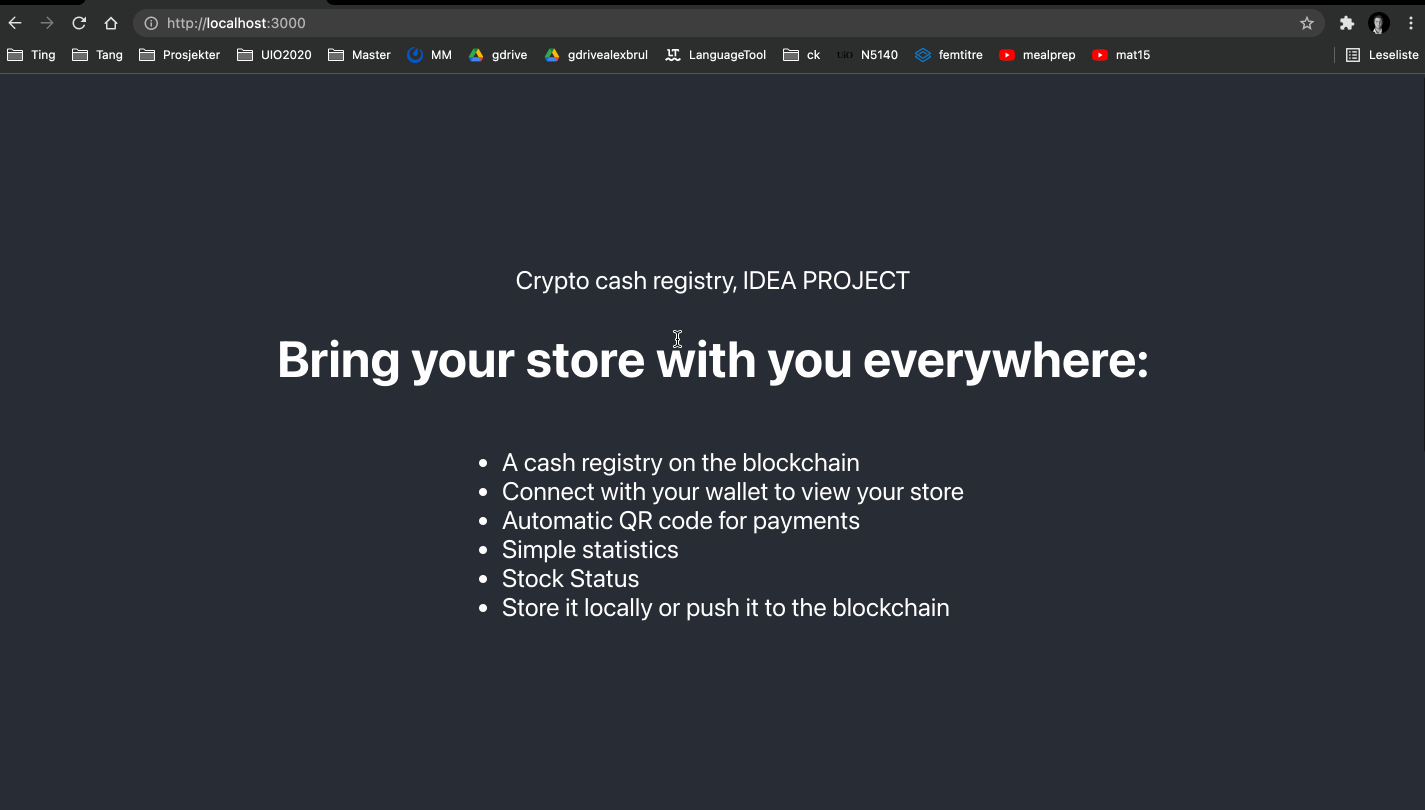 http://localhost:3000
Ting Tang Prosjekter UIO2020 Master MM gdrive gdrivealexbrul LanguageTool ck UiO N5140 femtitre mealprep mat15 Leseliste
Crypto cash registry, IDEA PROJECT
Bring your store with you everywhere:
• A cash registry on the blockchain
• Connect with your wallet to view your store
• Automatic QR code for payments
• Simple statistics
• Stock Status
• Store it locally or push it to the blockchain